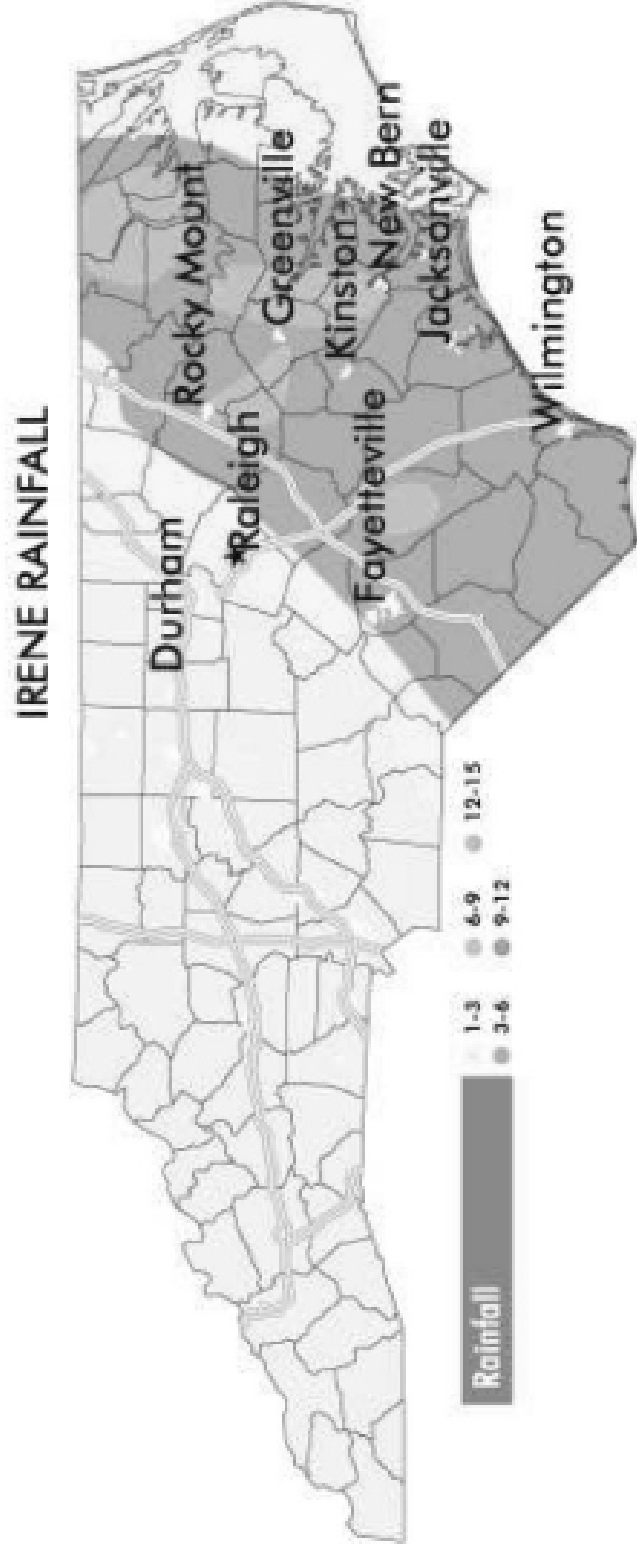 IRENE RAINFALL
Durham
Raleigh
Rocky Mount
Greenville
Fayetteville
Kinston
New Bern
Jacksonville
Wilmington
Rainfall
1-3
6-9
12-15
3-6
9-12